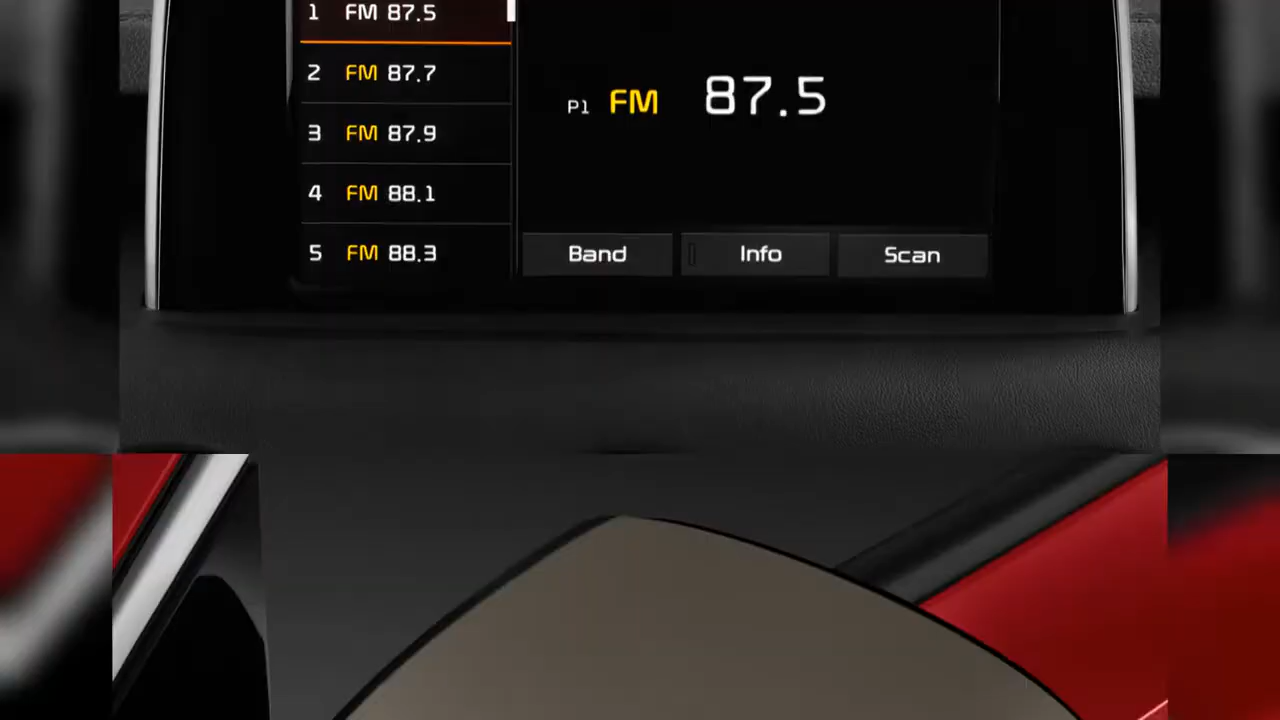 1 FM 87.5
2 FM 87.7
3 FM 87.9
4 FM 88.1
5 FM 88.3
P1 FM 87.5
Band Info Scan